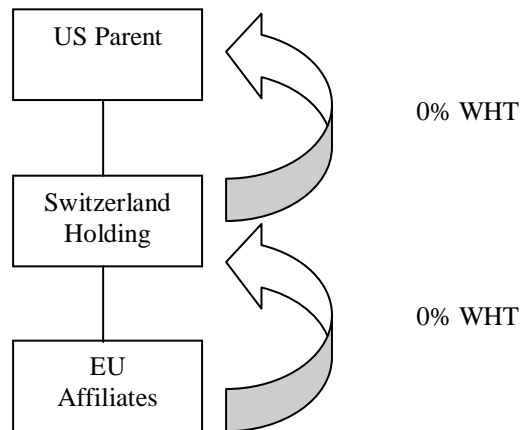 US Parent
0% WHT
Switzerland
Holding
0% WHT
EU
Affiliates